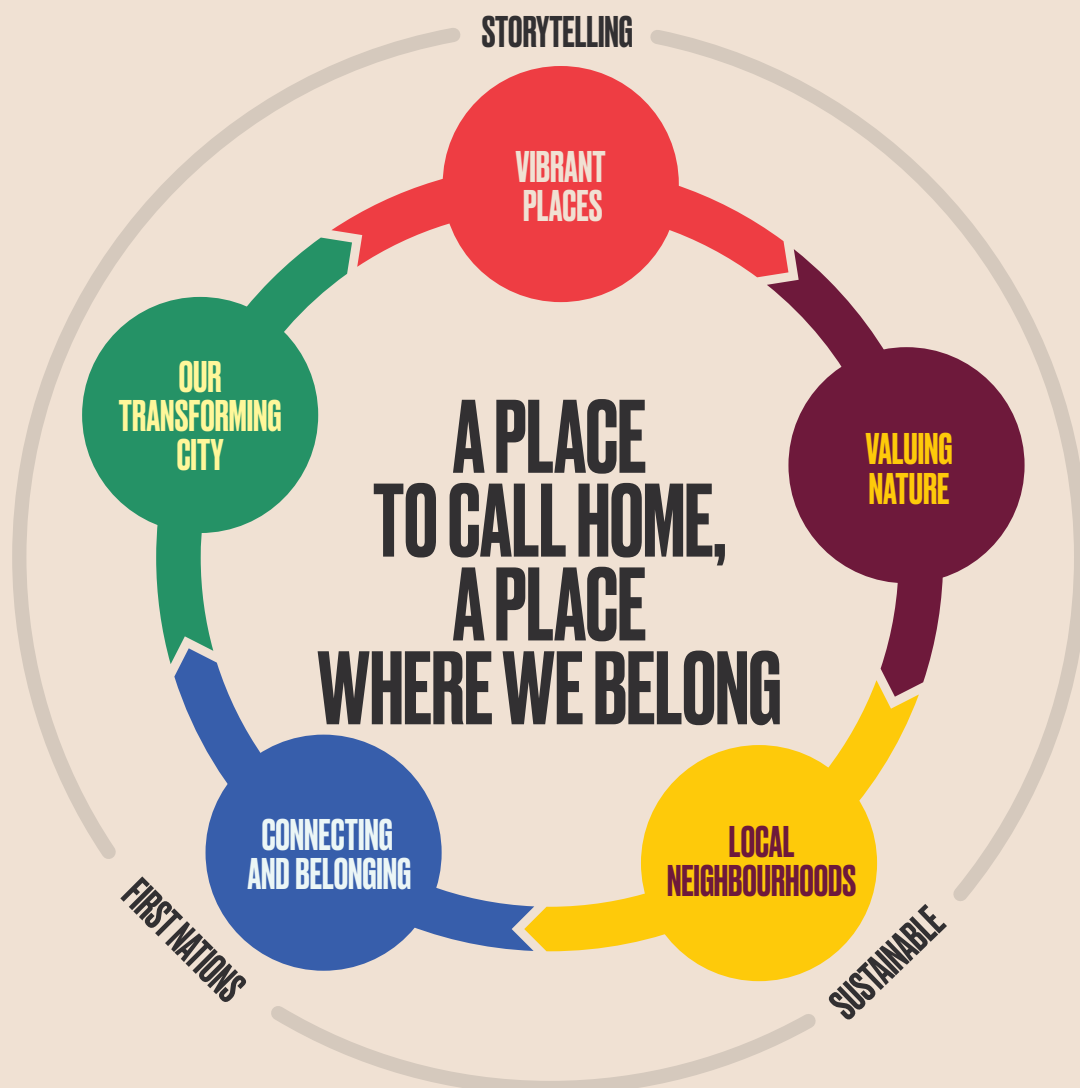 STORYTELLING
VIBRANT
PLACES
OUR
TRANSFORMING
CITY
VALUING
NATURE
A PLACE
TO CALL HOME,
A PLACE
WHERE WE BELONG
CONNECTING
AND BELONGING
LOCAL
NEIGHBOURHOODS
FIRST NATIONS
SUSTAINABLE